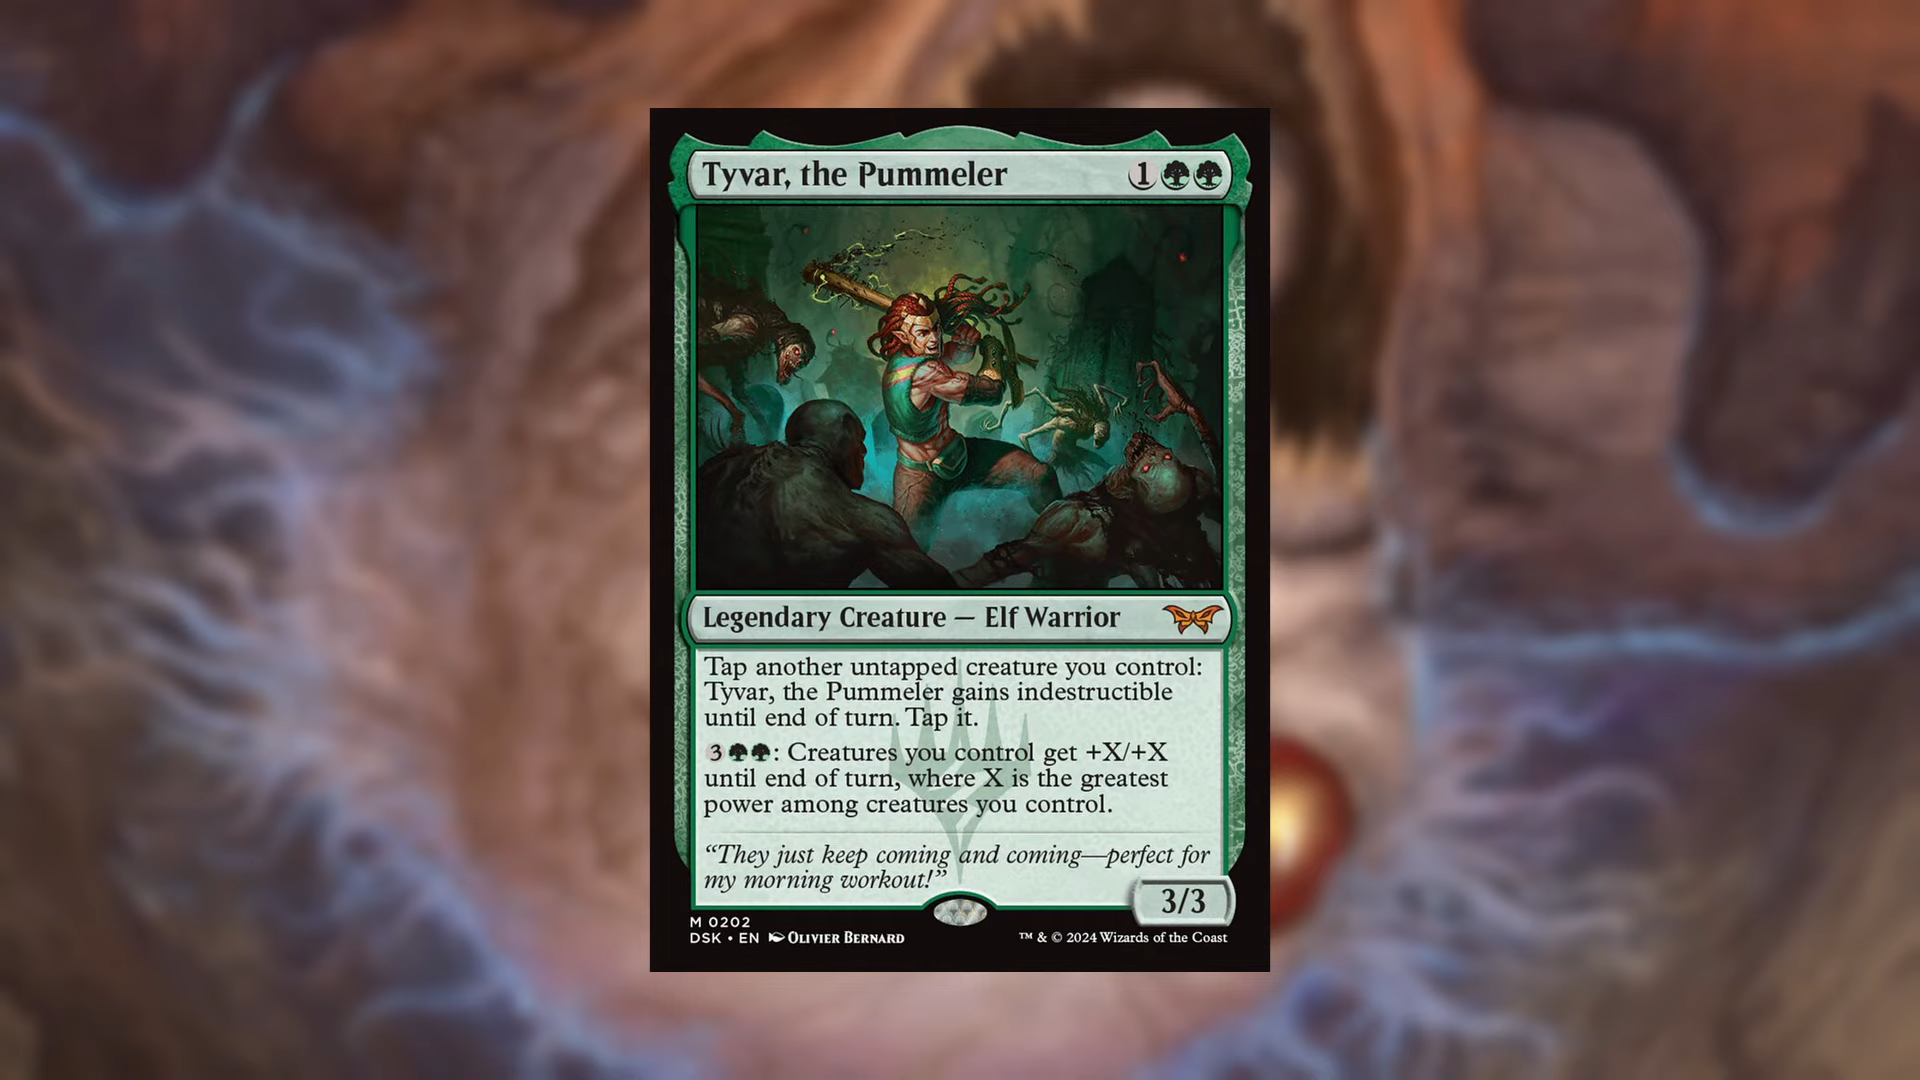 Tyvar, the Pummeler 1
Legendary Creature — Elf Warrior
Tap another untapped creature you control:
Tyvar, the Pummeler gains indestructible
until end of turn. Tap it.
3: Creatures you control get +X/+X
until end of turn, where X is the greatest
power among creatures you control.
“They just keep coming and coming—perfect for
my morning workout!”
3/3
M 0202
DSK • EN OLIVIER BERNARD
™ & © 2024 Wizards of the Coast